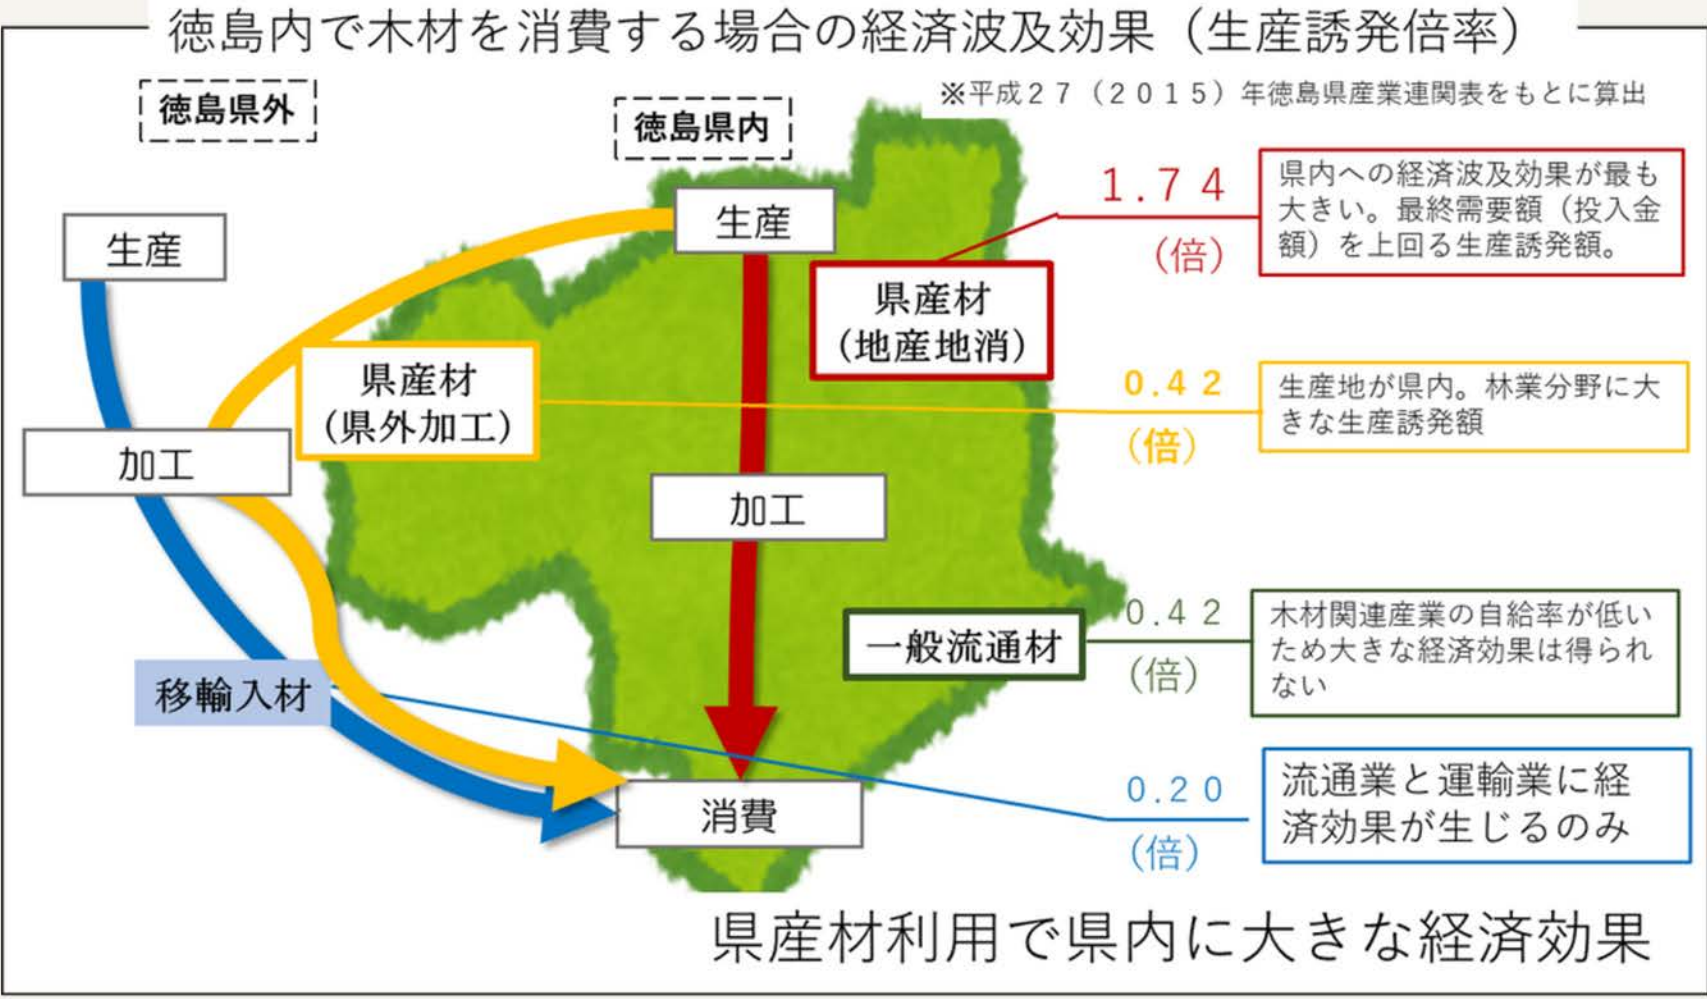 徳島内で木材を消費する場合の経済波及効果（生産誘発倍率）
※平成２７（２０１５）年徳島県産業連関表をもとに算出
徳島県外
徳島県内
生産
生産
加工
加工
消費
県産材
（地産地消）
県産材
（県外加工）
一般流通材
移輸入材
１.７４
（倍）
県内への経済波及効果が最も
大きい。最終需要額（投入金
額）を上回る生産誘発額。
０.４２
（倍）
生産地が県内。林業分野に大
きな生産誘発額
０.４２
（倍）
木材関連産業の自給率が低い
ため大きな経済効果は得られ
ない
０.２０
（倍）
流通業と運輸業に経
済効果が生じるのみ
県産材利用で県内に大きな経済効果